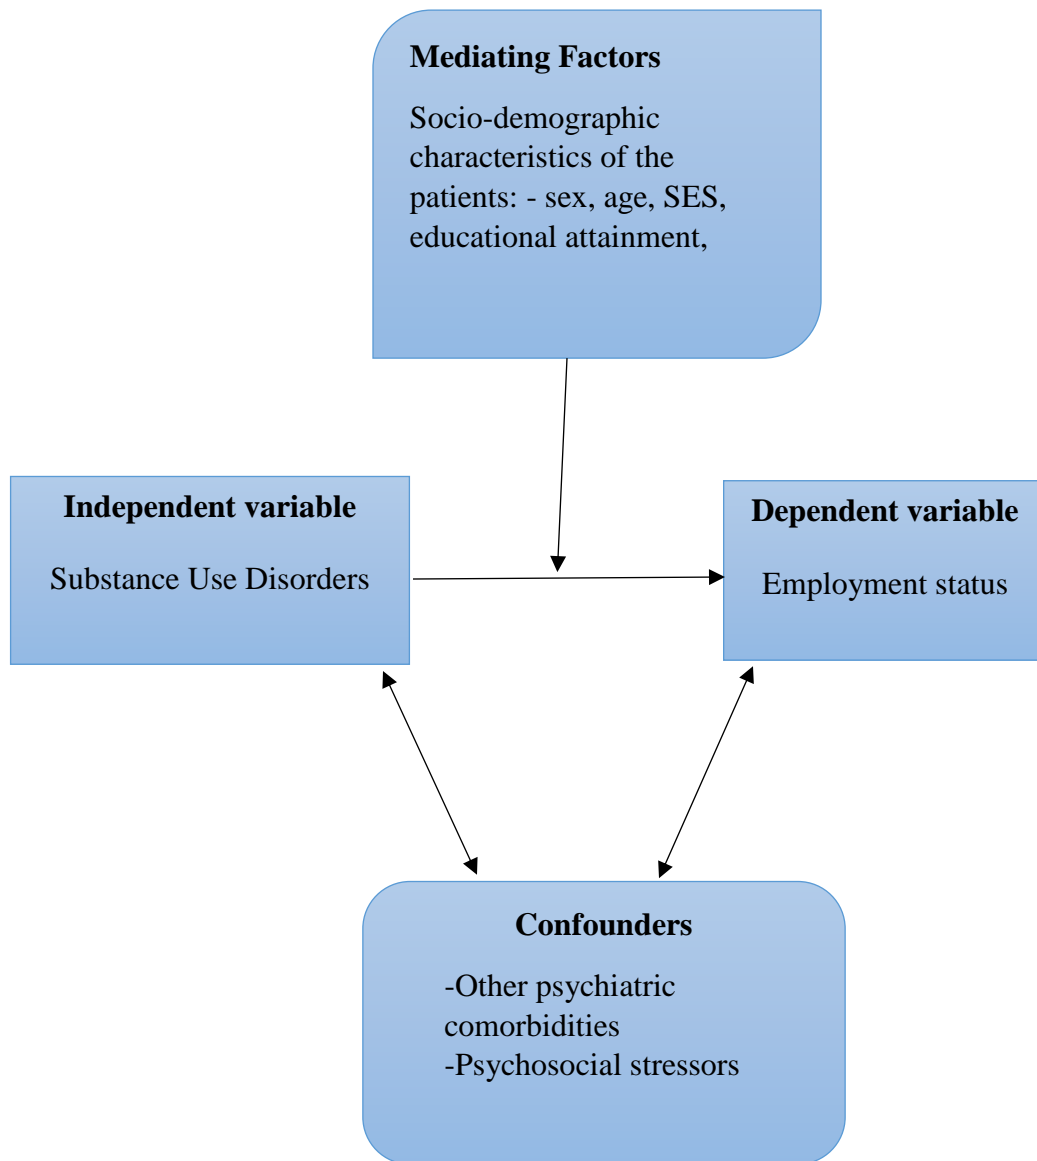 Mediating Factors
Socio-demographic
characteristics of the
patients: - sex, age, SES,
educational attainment,
Independent variable
Substance Use Disorders
Dependent variable
Employment status
Confounders
-Other psychiatric
comorbidities
-Psychosocial stressors